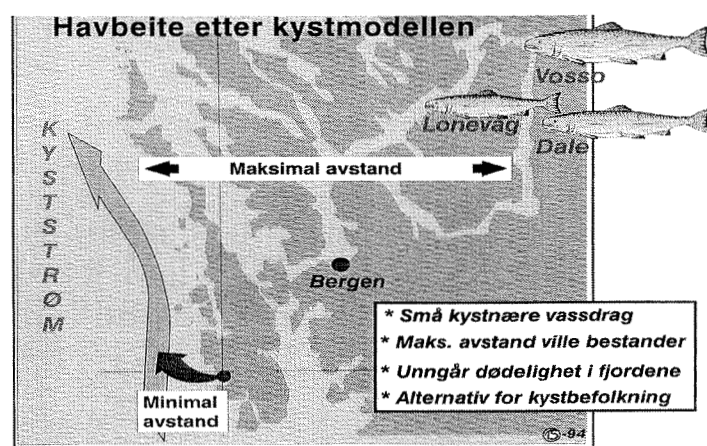 Havbeite etter kystmodellen
Vosso
Lonevåg
Dale
KYSTSTRØM
Maksimal avstand
Bergen
* Små kystnære vassdrag
* Maks. avstand ville bestander
* Unngår dødelighet i fjordene
* Alternativ for kystbefolkning
Minimal
avstand
-94